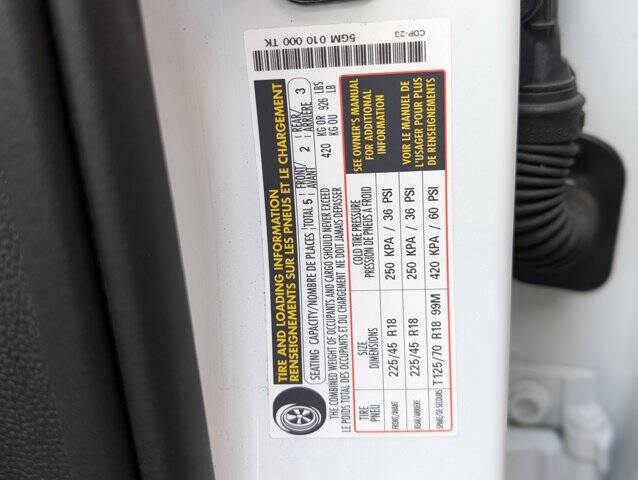 5GM 010 000 TK
CDP-23
TIRE AND LOADING INFORMATION
RENSEIGNEMENTS SUR LES PNEUS ET LE CHARGEMENT
SEATING CAPACITY/NOMBRE DE PLACES TOTAL 5 FRONT/AVANT 2 REAR/ARRIÈRE 3
THE COMBINED WEIGHT OF OCCUPANTS AND CARGO SHOULD NEVER EXCEED 420 KG OR 926 LBS
LE POIDS TOTAL DES OCCUPANTS ET DU CHARGEMENT NE DOIT JAMAIS DÉPASSER KG OU LB
TIRE PNEU SIZE DIMENSIONS COLD TIRE PRESSURE PRESSION DE PNEUS A FROID
FRONT/AVANT 225/45 R18 250 KPA / 36 PSI
REAR/ARRIÈRE 225/45 R18 250 KPA / 36 PSI
SPARE/DE SECOURS T125/70 R18 99M 420 KPA / 60 PSI
SEE OWNER'S MANUAL
FOR ADDITIONAL
INFORMATION
VOIR LE MANUEL DE
L'USAGER POUR PLUS
DE RENSEIGNEMENTS